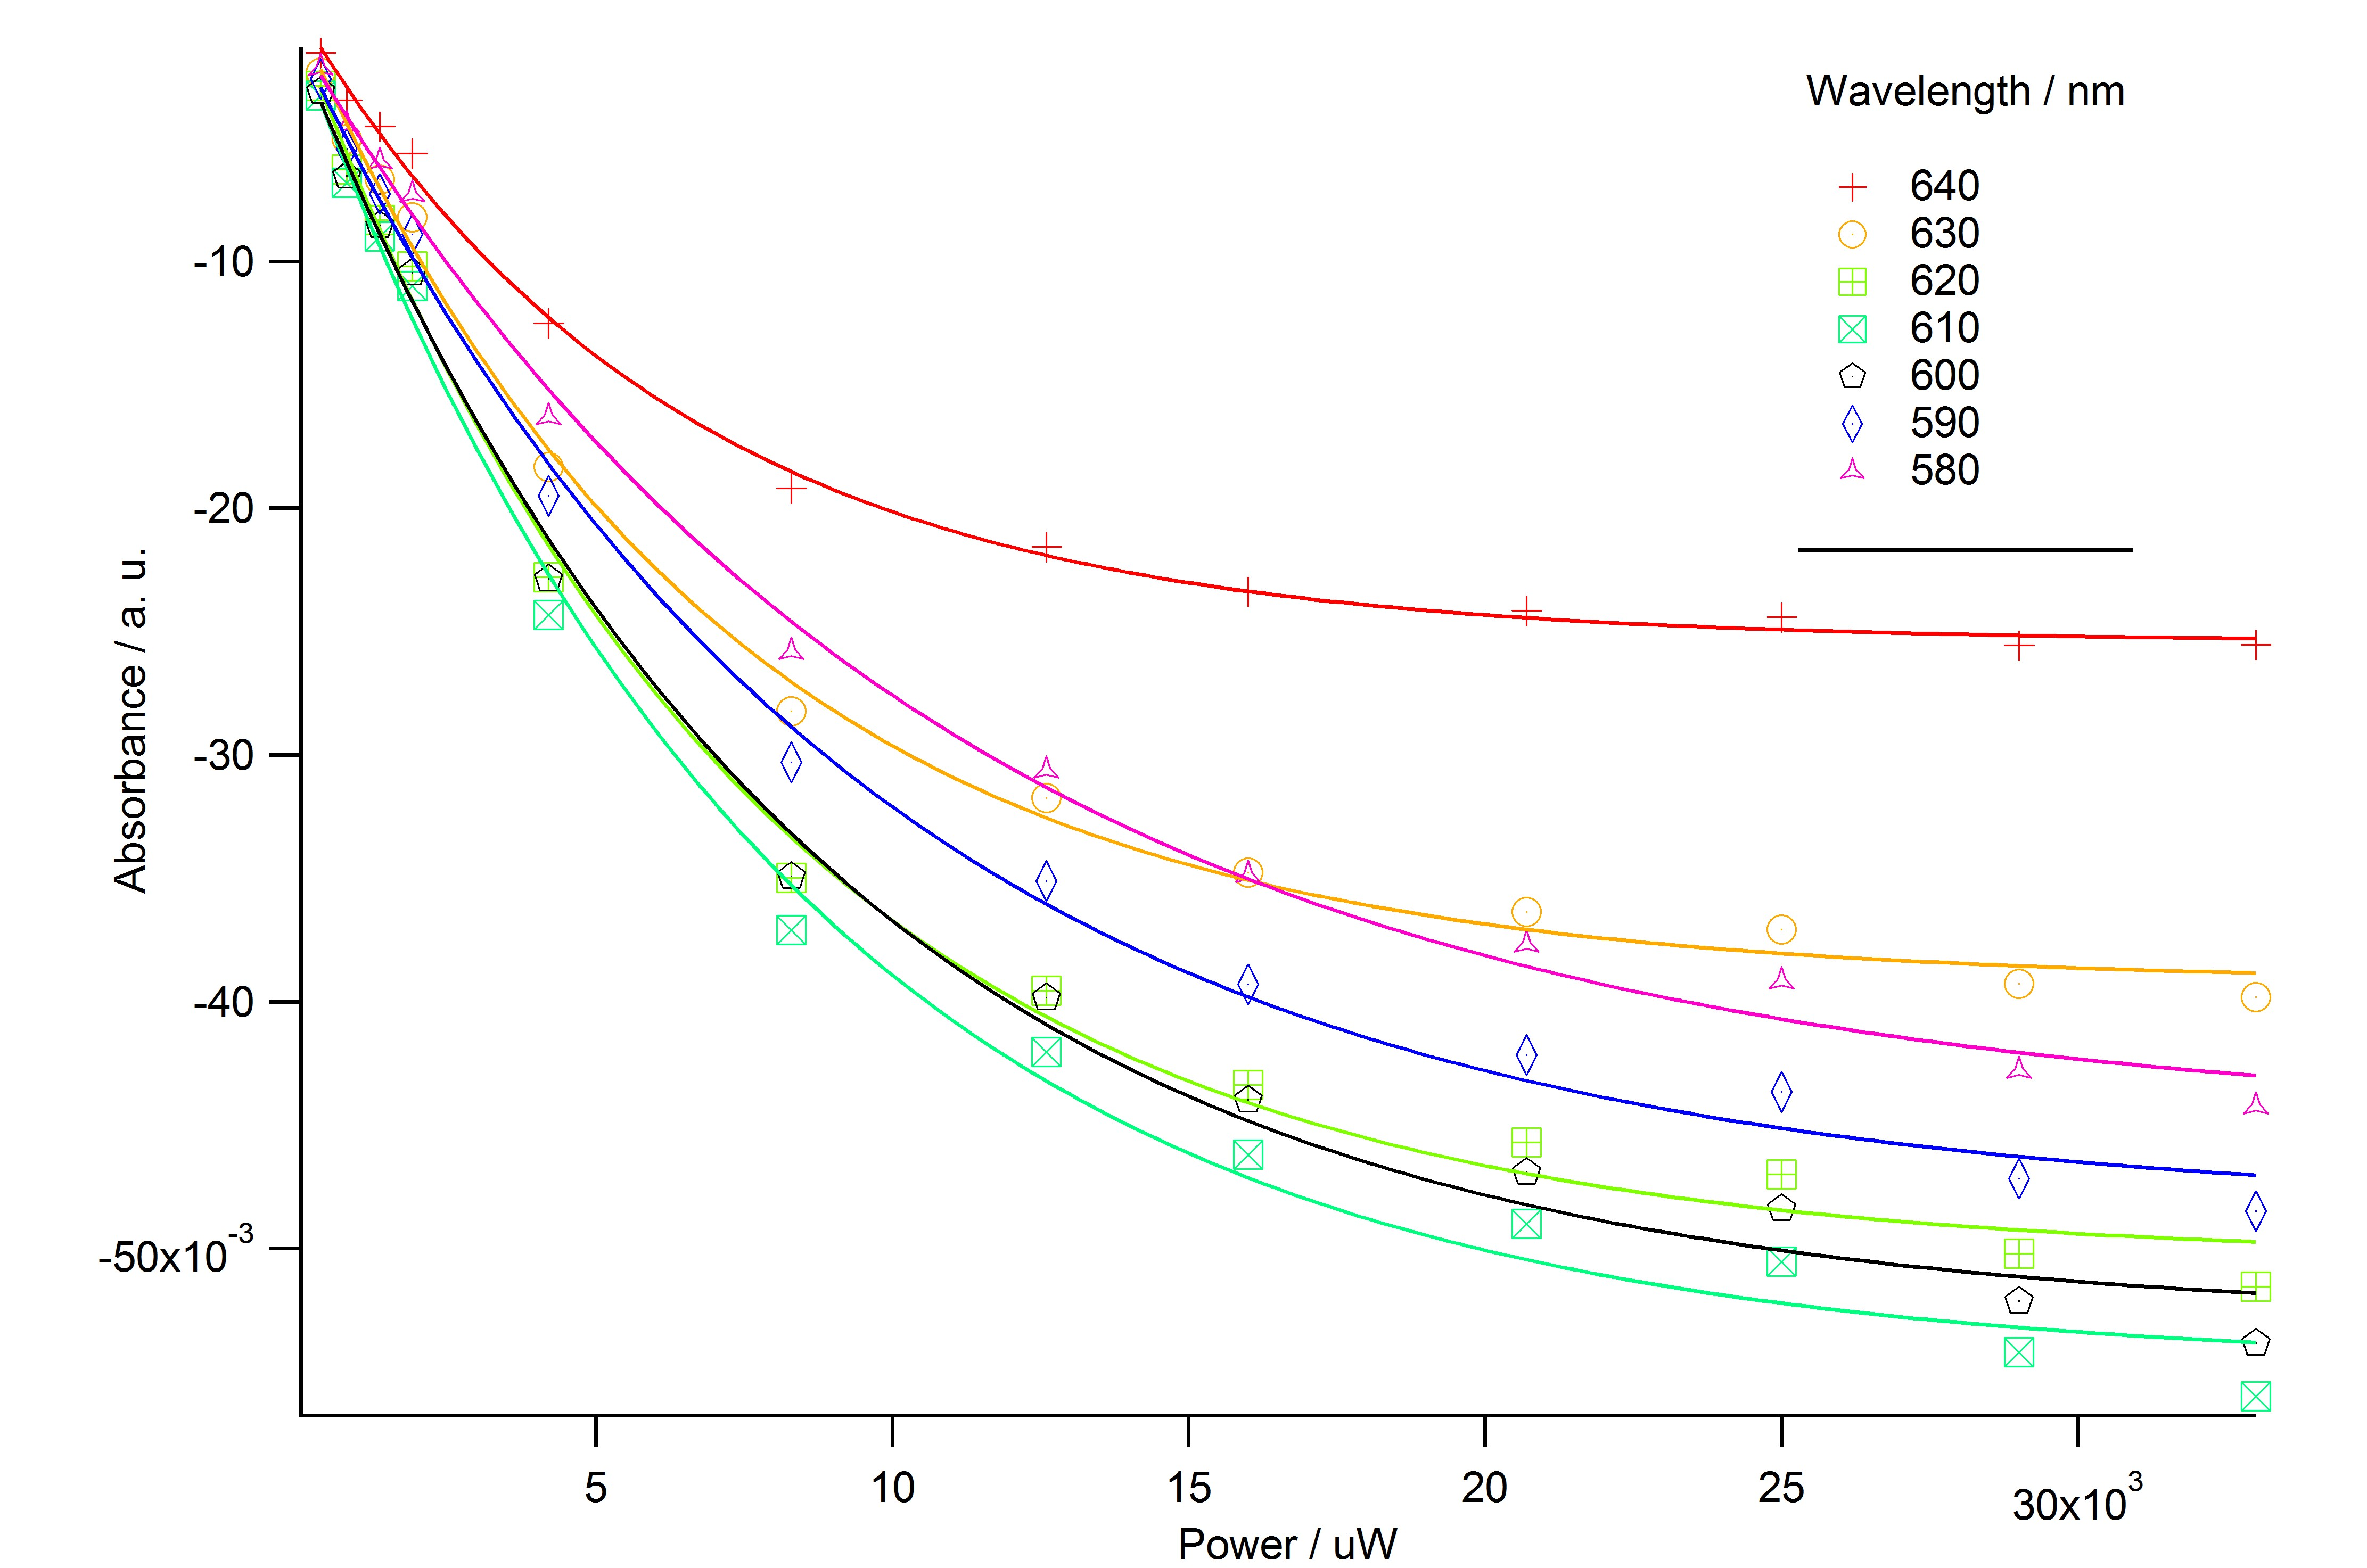 Wavelength / nm
640
630
620
610
600
590
580
-10
-20
-30
-40
-50x10-3
Absorbance / a. u.
5 10 15 20 25 30x103
Power / uW